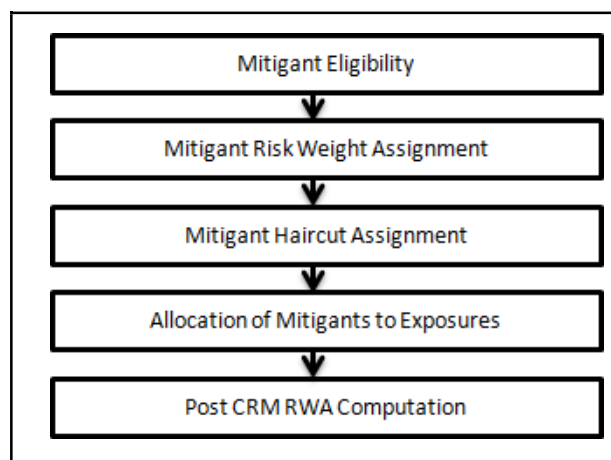 Mitigant Eligibility
Mitigant Risk Weight Assignment
Mitigant Haircut Assignment
Allocation of Mitigants to Exposures
Post CRM RWA Computation